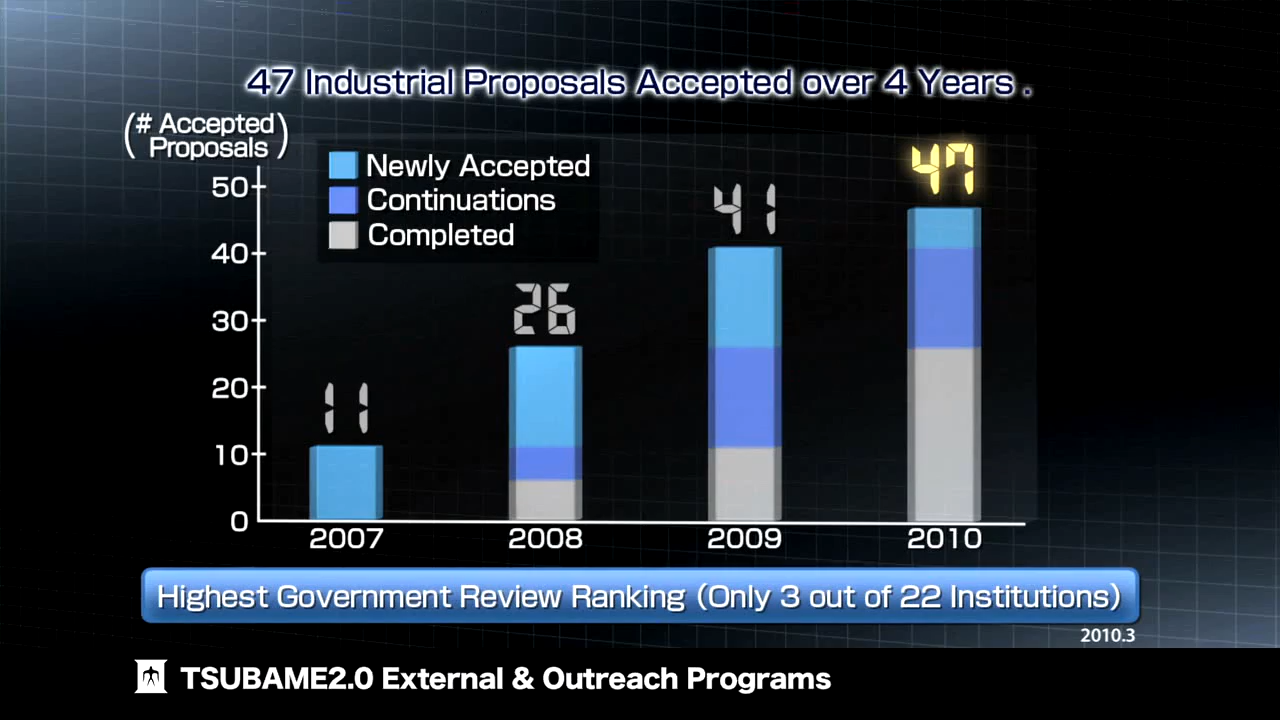 47 Industrial Proposals Accepted over 4 Years .
(# Accepted
Proposals)
Newly Accepted
Continuations
Completed
50
40
30
20
10
0
11
26
41
47
2007
2008
2009
2010
Highest Government Review Ranking (Only 3 out of 22 Institutions)
2010.3
TSUBAME2.0 External & Outreach Programs